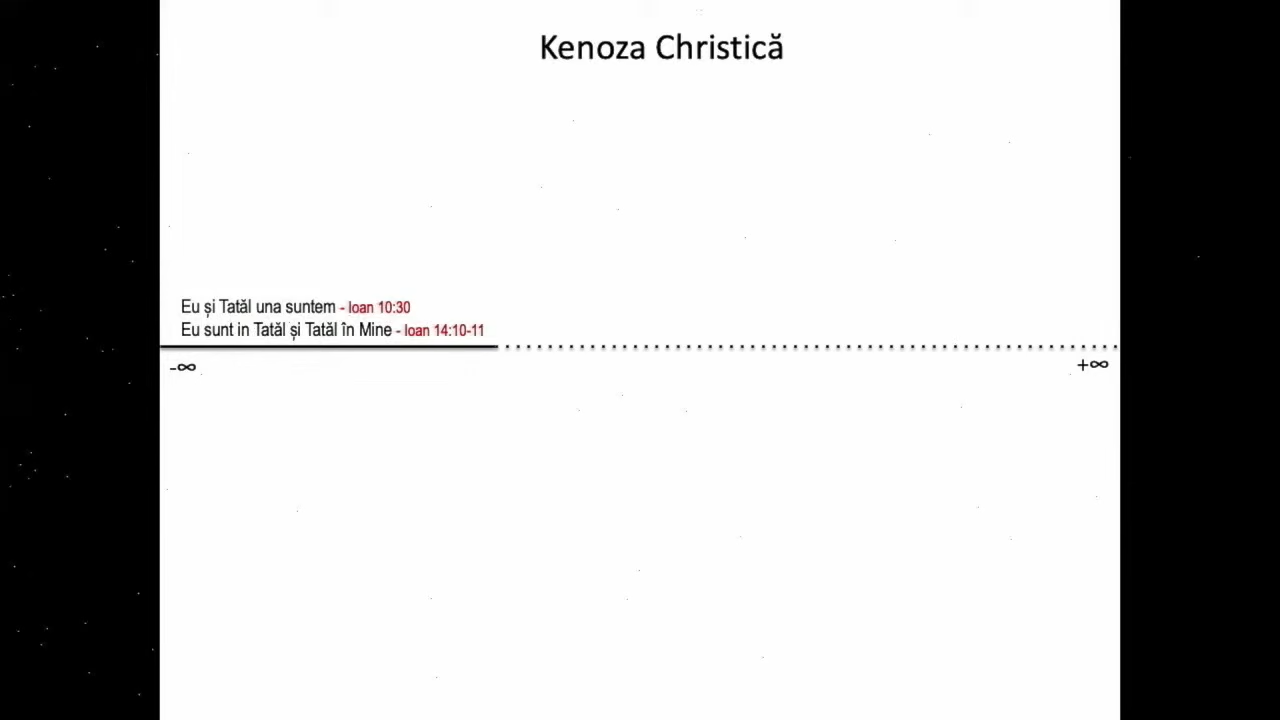 Kenoza Christică
Eu și Tatăl una suntem - Ioan 10:30
Eu sunt in Tatăl și Tatăl în Mine - Ioan 14:10-11
-∞
+∞